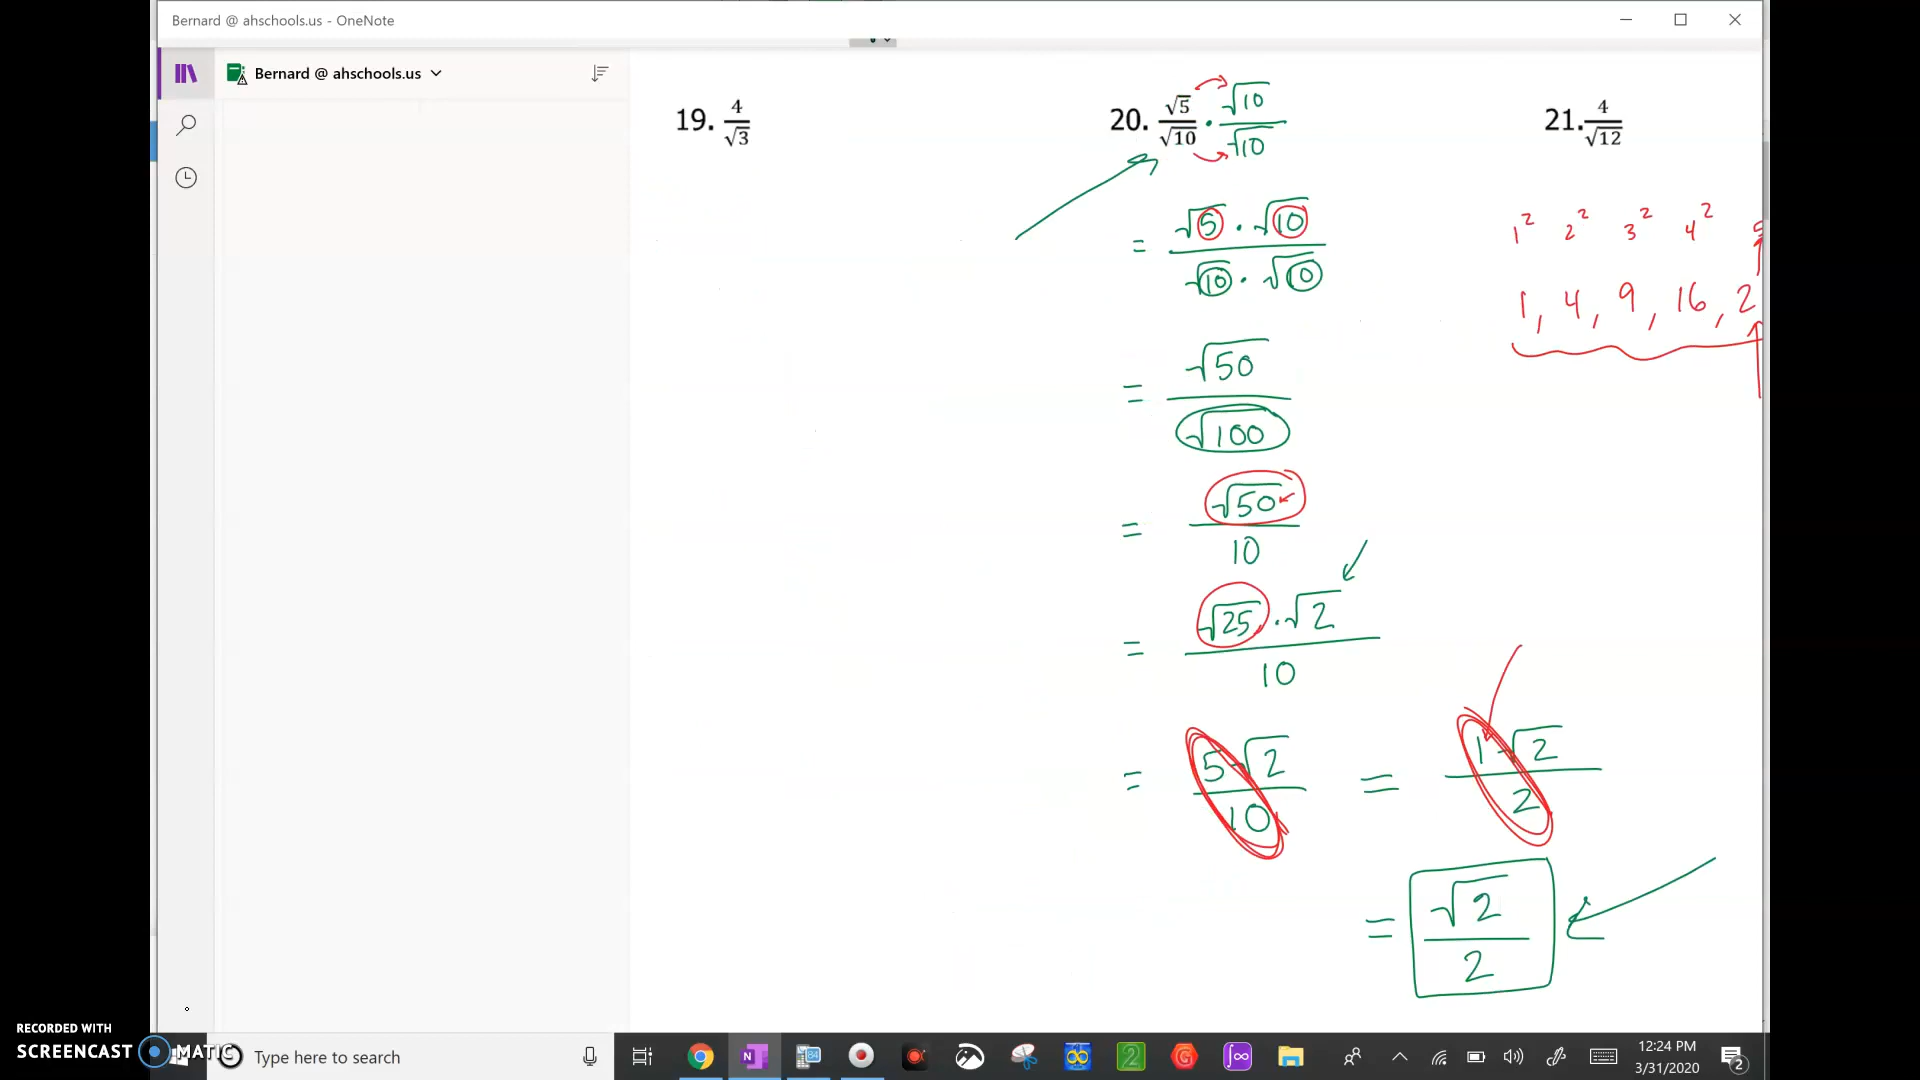 Bernard @ ahschools.us - OneNote
Bernard @ ahschools.us
19. 4/√3
20. √5/√10 · √10/√10
21. 4/√12
= √5 · √10 / √10 · √10
1² 2² 3² 4²
1, 4, 9, 16, 2
= √50 / √100
= √50 / 10
= √25 · √2 / 10
= 5√2 / 10 = 1√2 / 2
= √2 / 2
RECORDED WITH
SCREENCAST MATIC
Type here to search
12:24 PM
3/31/2020
2